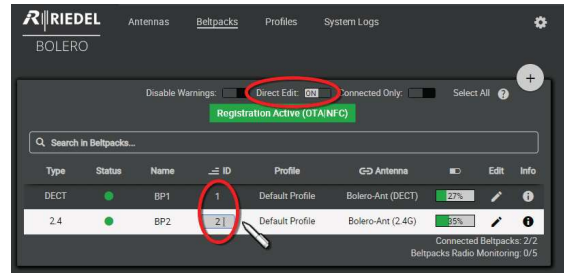 RIEDEL Antennas Beltpacks Profiles System Logs
BOLERO
Disable Warnings: Direct Edit: ON Connected Only: Select All ?
+
Registration Active (OTA|NFC)
Search in Beltpacks...
Type Status Name ID Profile Antenna Edit Info
DECT BP1 1 Default Profile Bolero-Ant (DECT) 27% i
2.4 BP2 2 Default Profile Bolero-Ant (2.4G) 35% i
Connected Beltpacks: 2/2
Beltpacks Radio Monitoring: 0/5